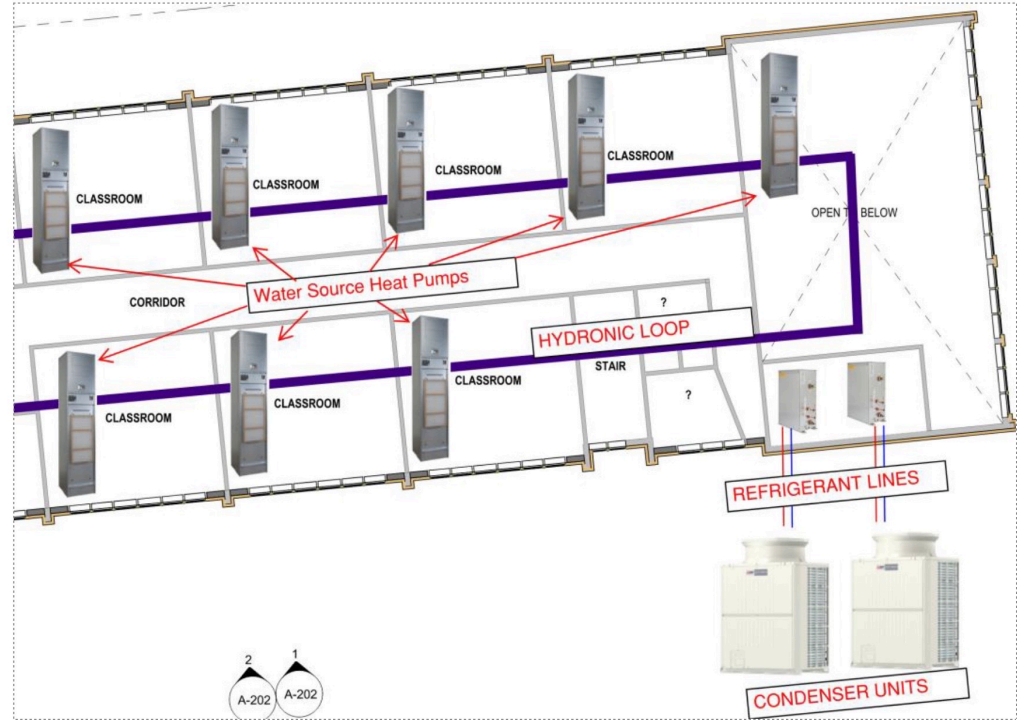 CLASSROOM
CLASSROOM
CLASSROOM
CLASSROOM
OPEN TO BELOW
Water Source Heat Pumps
CORRIDOR
?
HYDRONIC LOOP
STAIR
CLASSROOM
CLASSROOM
CLASSROOM
?
REFRIGERANT LINES
CONDENSER UNITS
2
1
A-202
A-202